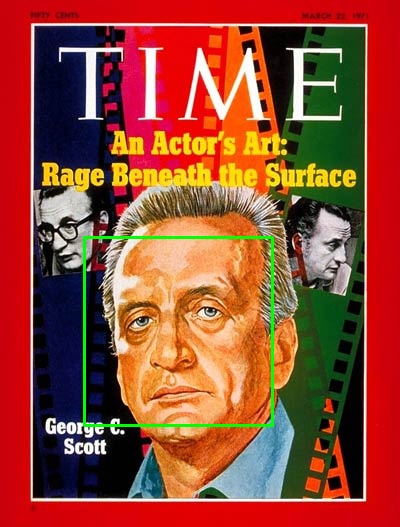 FIFTY CENTS
MARCH 22, 1971
TIME
An Actor's Art:
Rage Beneath the Surface
George C.
Scott